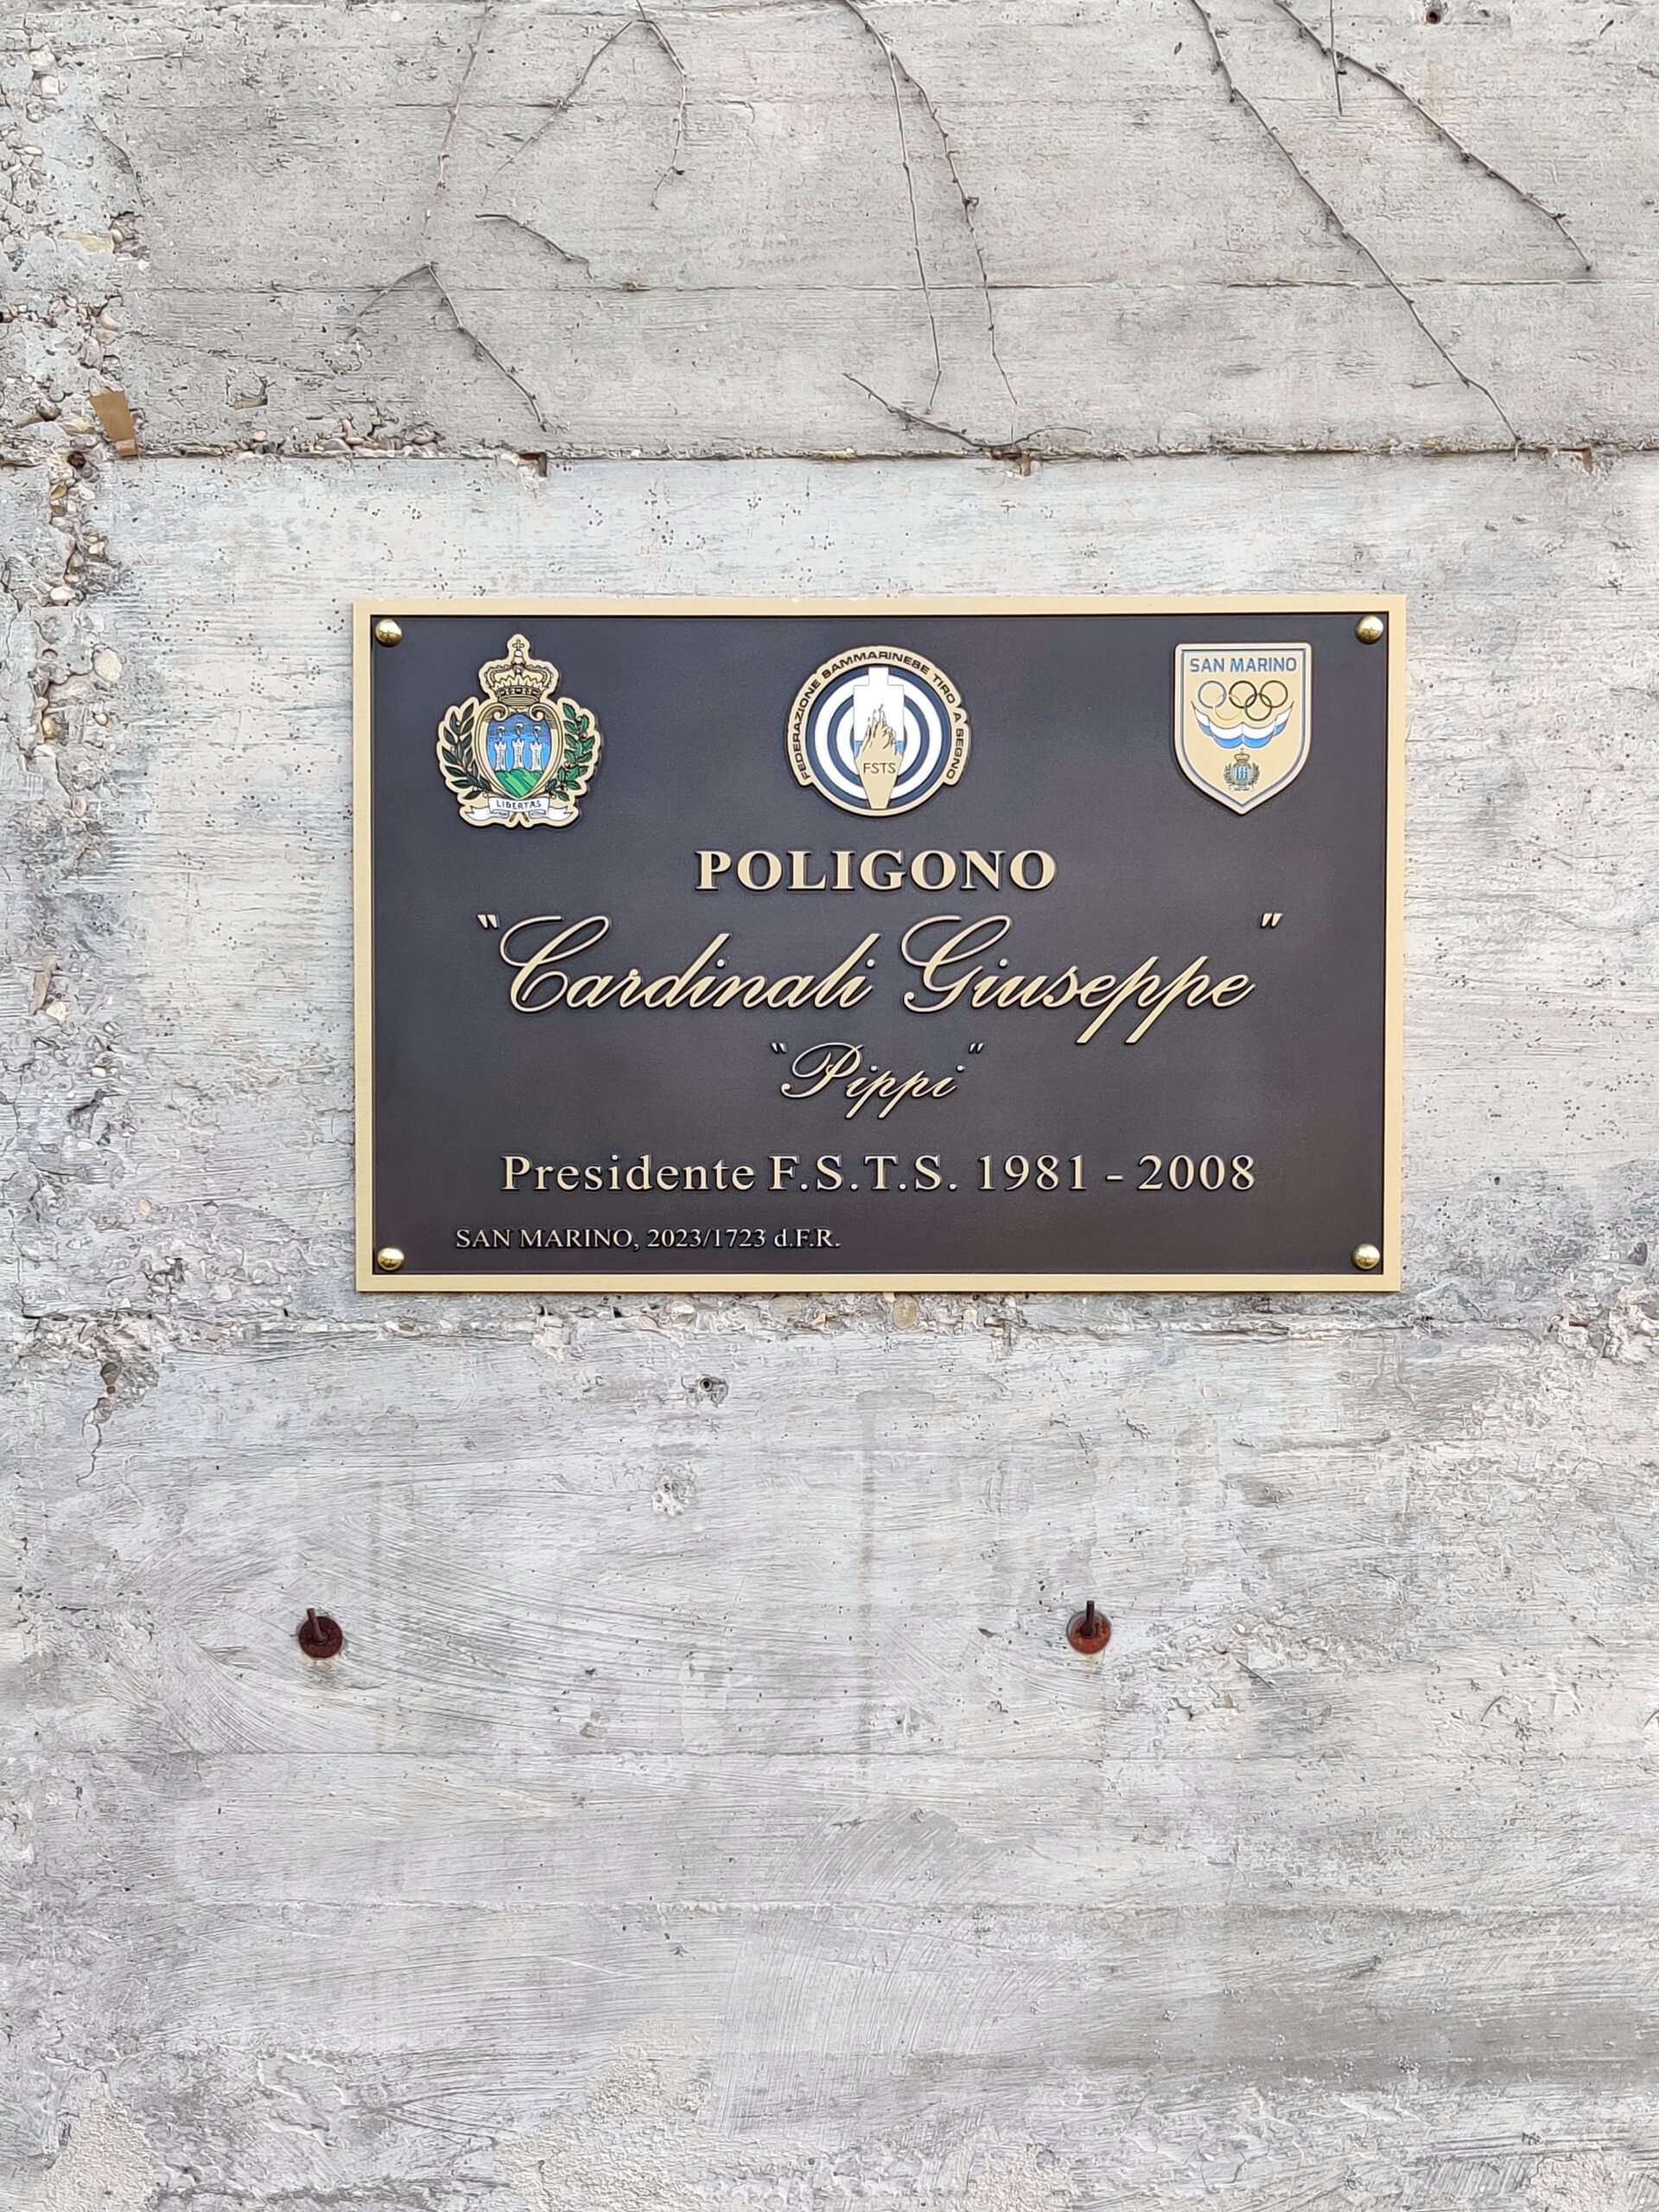 LIBERTAS
FEDERAZIONE SAMMARINESE TIRO A SEGNO
FSTS
SAN MARINO
POLIGONO
"Cardinali Giuseppe"
"Pippi"
Presidente F.S.T.S. 1981 - 2008
SAN MARINO, 2023/1723 d.F.R.